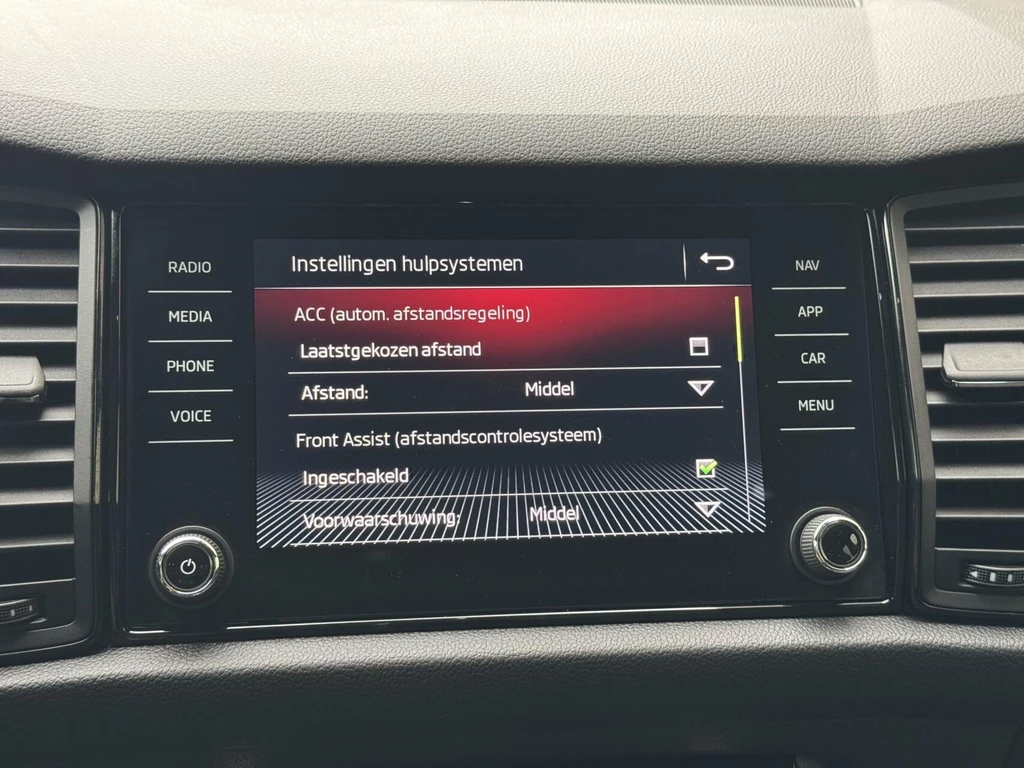 RADIO
MEDIA
PHONE
VOICE
Instellingen hulpsystemen
ACC (autom. afstandsregeling)
Laatstgekozen afstand
Afstand: Middel
Front Assist (afstandscontrolesysteem)
Ingeschakeld
Voorwaarschuwing: Middel
NAV
APP
CAR
MENU